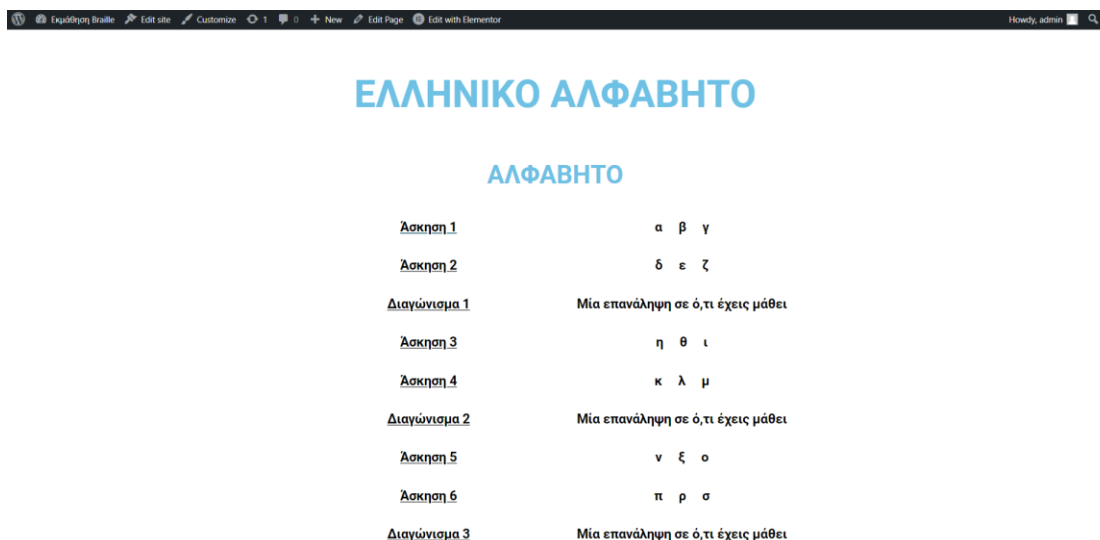 Εκμάθηση Braille Edit site Customize 1 0 New Edit Page Edit with Elementor Howdy, admin
ΕΛΛΗΝΙΚΟ ΑΛΦΑΒΗΤΟ
ΑΛΦΑΒΗΤΟ
Άσκηση 1 α β γ
Άσκηση 2 δ ε ζ
Διαγώνισμα 1 Μία επανάληψη σε ό,τι έχεις μάθει
Άσκηση 3 η θ ι
Άσκηση 4 κ λ μ
Διαγώνισμα 2 Μία επανάληψη σε ό,τι έχεις μάθει
Άσκηση 5 ν ξ ο
Άσκηση 6 π ρ σ
Διαγώνισμα 3 Μία επανάληψη σε ό,τι έχεις μάθει